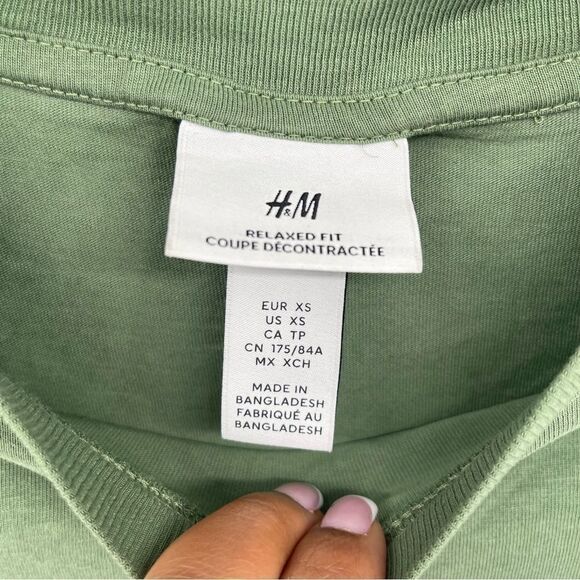 H&M
RELAXED FIT
COUPE DÉCONTRACTÉE
EUR XS
US XS
CA TP
CN 175/84A
MX XCH
MADE IN
BANGLADESH
FABRIQUÉ AU
BANGLADESH